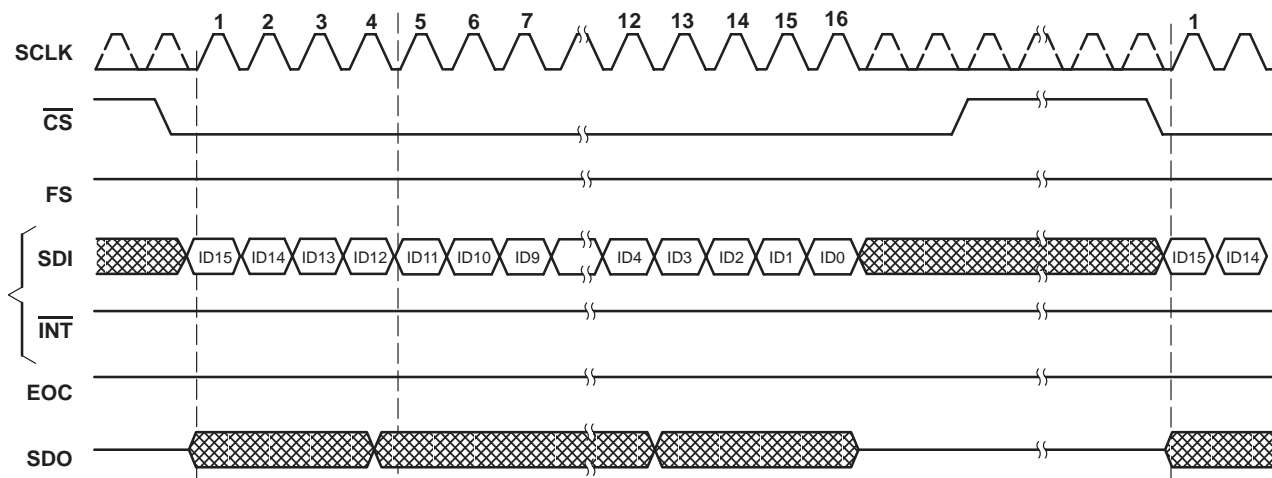 1 2 3 4 5 6 7 12 13 14 15 16 1
SCLK
CS
FS
SDI ID15 ID14 ID13 ID12 ID11 ID10 ID9 ID4 ID3 ID2 ID1 ID0 ID15 ID14
INT
EOC
SDO